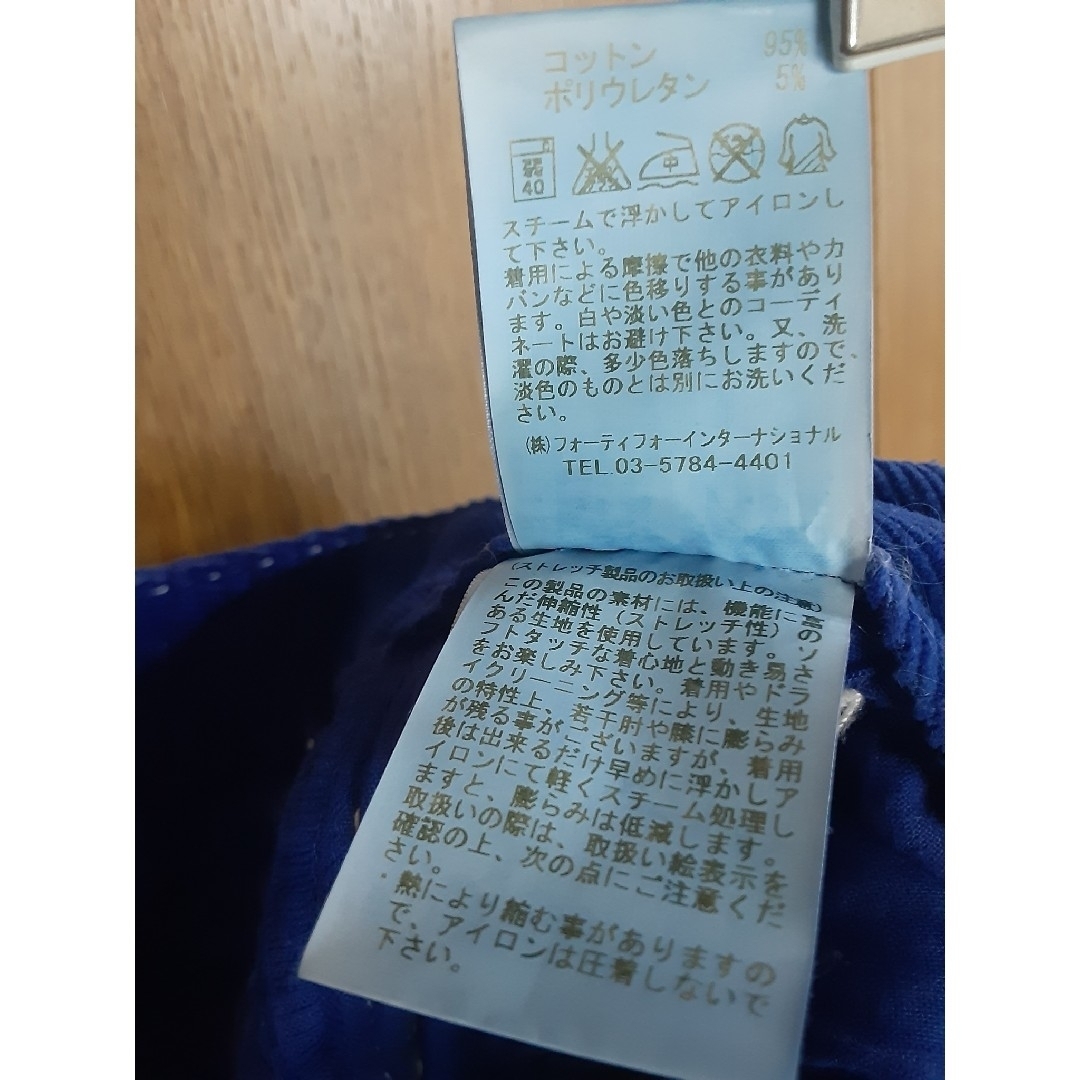 コットン 95%
ポリウレタン 5%
弱
40
中
スチームで浮かしてアイロンし
て下さい。
着用による摩擦で他の衣料やカ
バンなどに色移りする事があり
ます。白や淡い色とのコーディ
ネートはお避け下さい。又、洗
濯の際、多少色落ちしますので、
淡色のものとは別にお洗いくだ
さい。
(株)フォーティフォーインターナショナル
TEL.03-5784-4401
(ストレッチ製品のお取扱い上の注意)
この製品の素材には、機能に富
んだ伸縮性(ストレッチ性)の
ある生地を使用しています。ソ
フトタッチな着心地と動き易さ
をお楽しみ下さい。着用やドラ
イクリーニング等により、生地
の特性上、若干肘や膝に膨らみ
が残る事がございますが、着用
後は出来るだけ早めに浮かしア
イロンにて軽くスチーム処理し
ますと、膨らみは低減します。
取扱いの際は、取扱い絵表示を
確認の上、次の点にご注意くだ
さい。
・熱により縮む事がありますの
で、アイロンは圧着しないで
下さい。